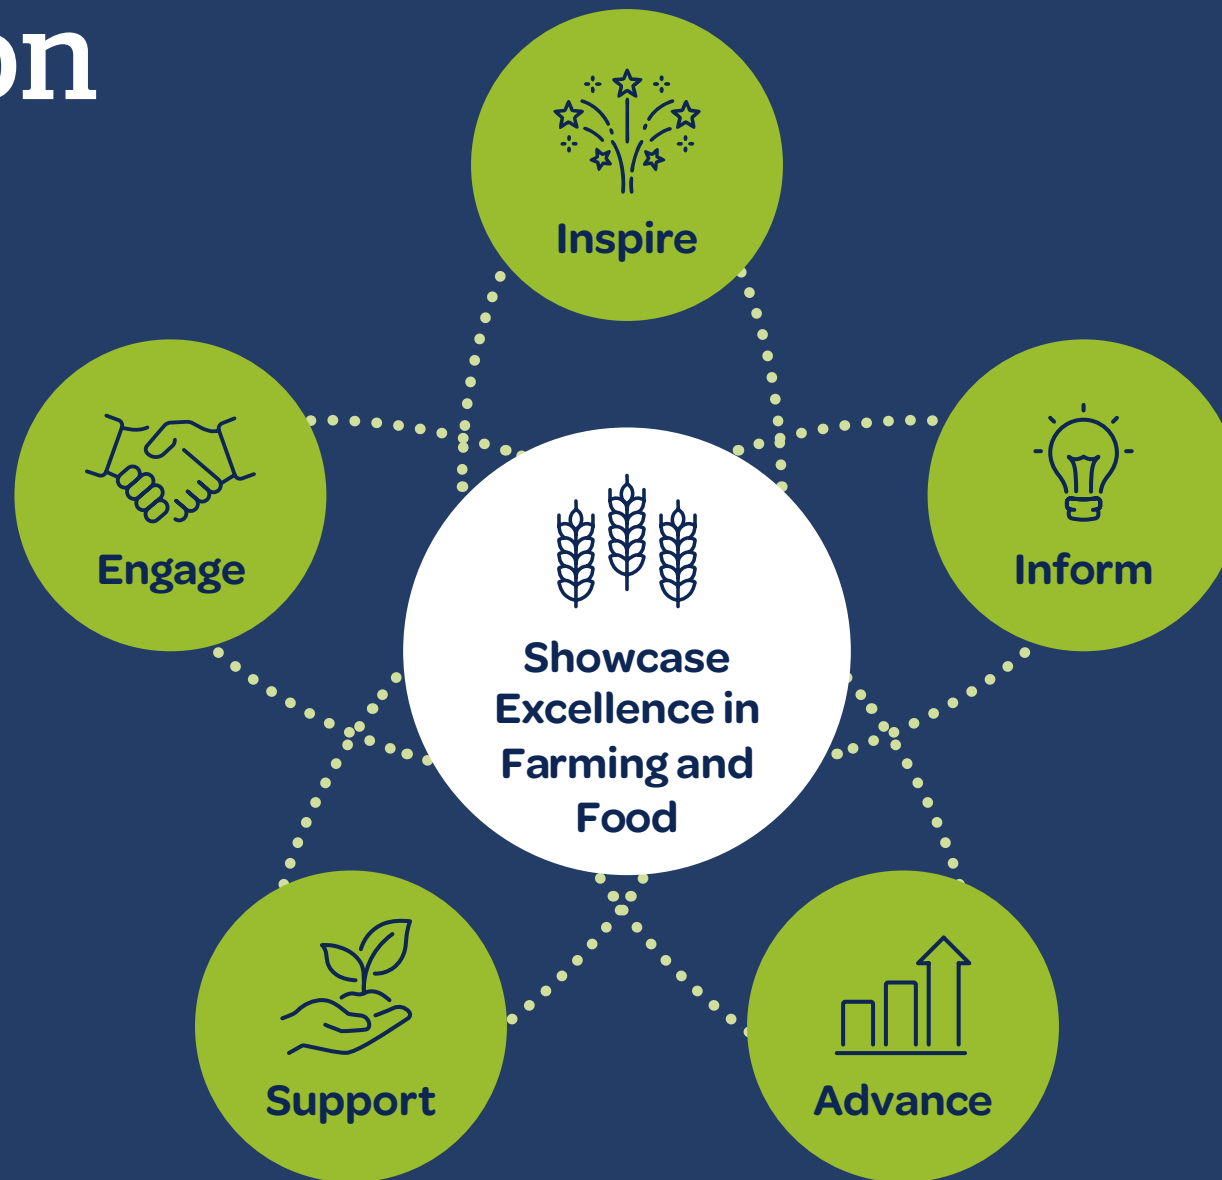 on
Inspire
Engage
Inform
Showcase
Excellence in
Farming and
Food
Support
Advance